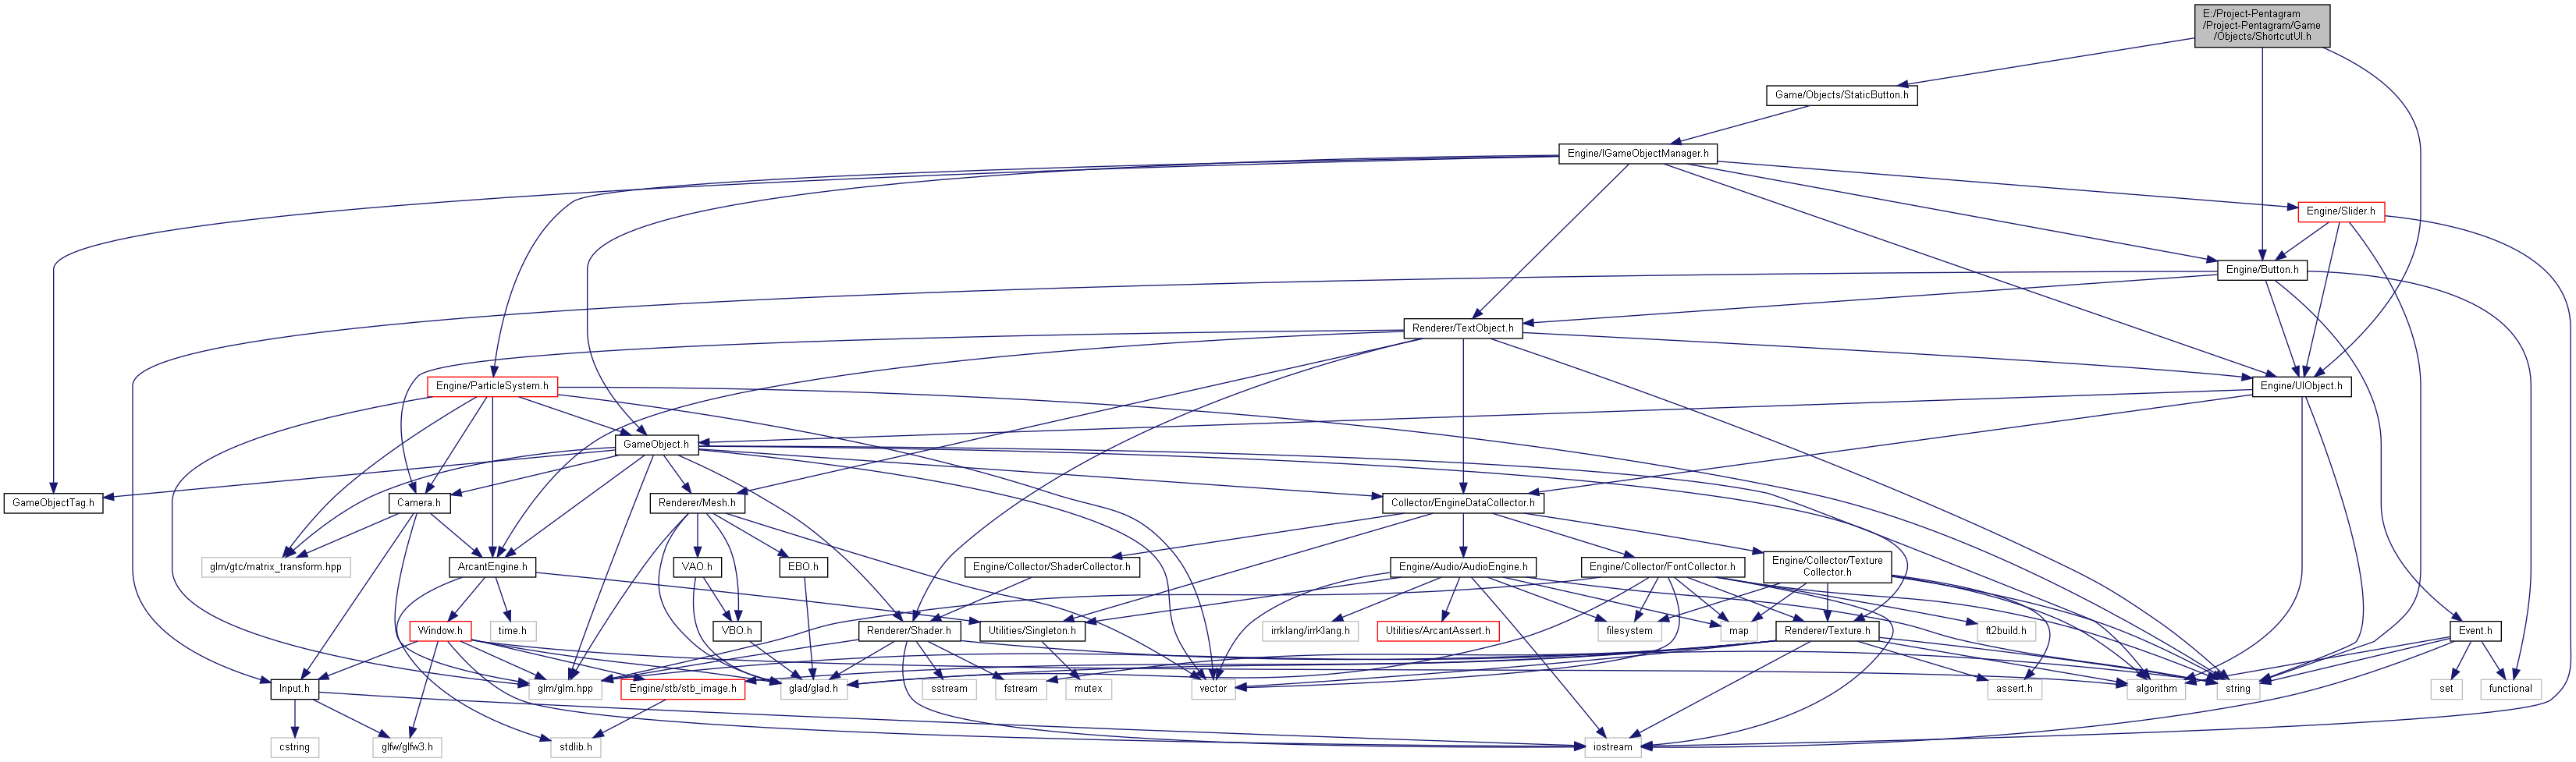 E:/Project-Pentagram
/Project-Pentagram/Game
/Objects/ShortcutUI.h
Game/Objects/StaticButton.h
Engine/IGameObjectManager.h
Engine/Slider.h
Engine/Button.h
Renderer/TextObject.h
Engine/ParticleSystem.h
Engine/UIObject.h
GameObject.h
GameObjectTag.h
Camera.h
Renderer/Mesh.h
Collector/EngineDataCollector.h
glm/gtc/matrix_transform.hpp
ArcantEngine.h
VAO.h
EBO.h
Engine/Collector/ShaderCollector.h
Engine/Audio/AudioEngine.h
Engine/Collector/FontCollector.h
Engine/Collector/Texture
Collector.h
Window.h
time.h
VBO.h
Renderer/Shader.h
Utilities/Singleton.h
irrklang/irrKlang.h
Utilities/ArcantAssert.h
filesystem
map
Renderer/Texture.h
ft2build.h
Event.h
Input.h
glm/glm.hpp
Engine/stb/stb_image.h
glad/glad.h
sstream
fstream
mutex
vector
assert.h
algorithm
string
set
functional
cstring
glfw/glfw3.h
stdlib.h
iostream